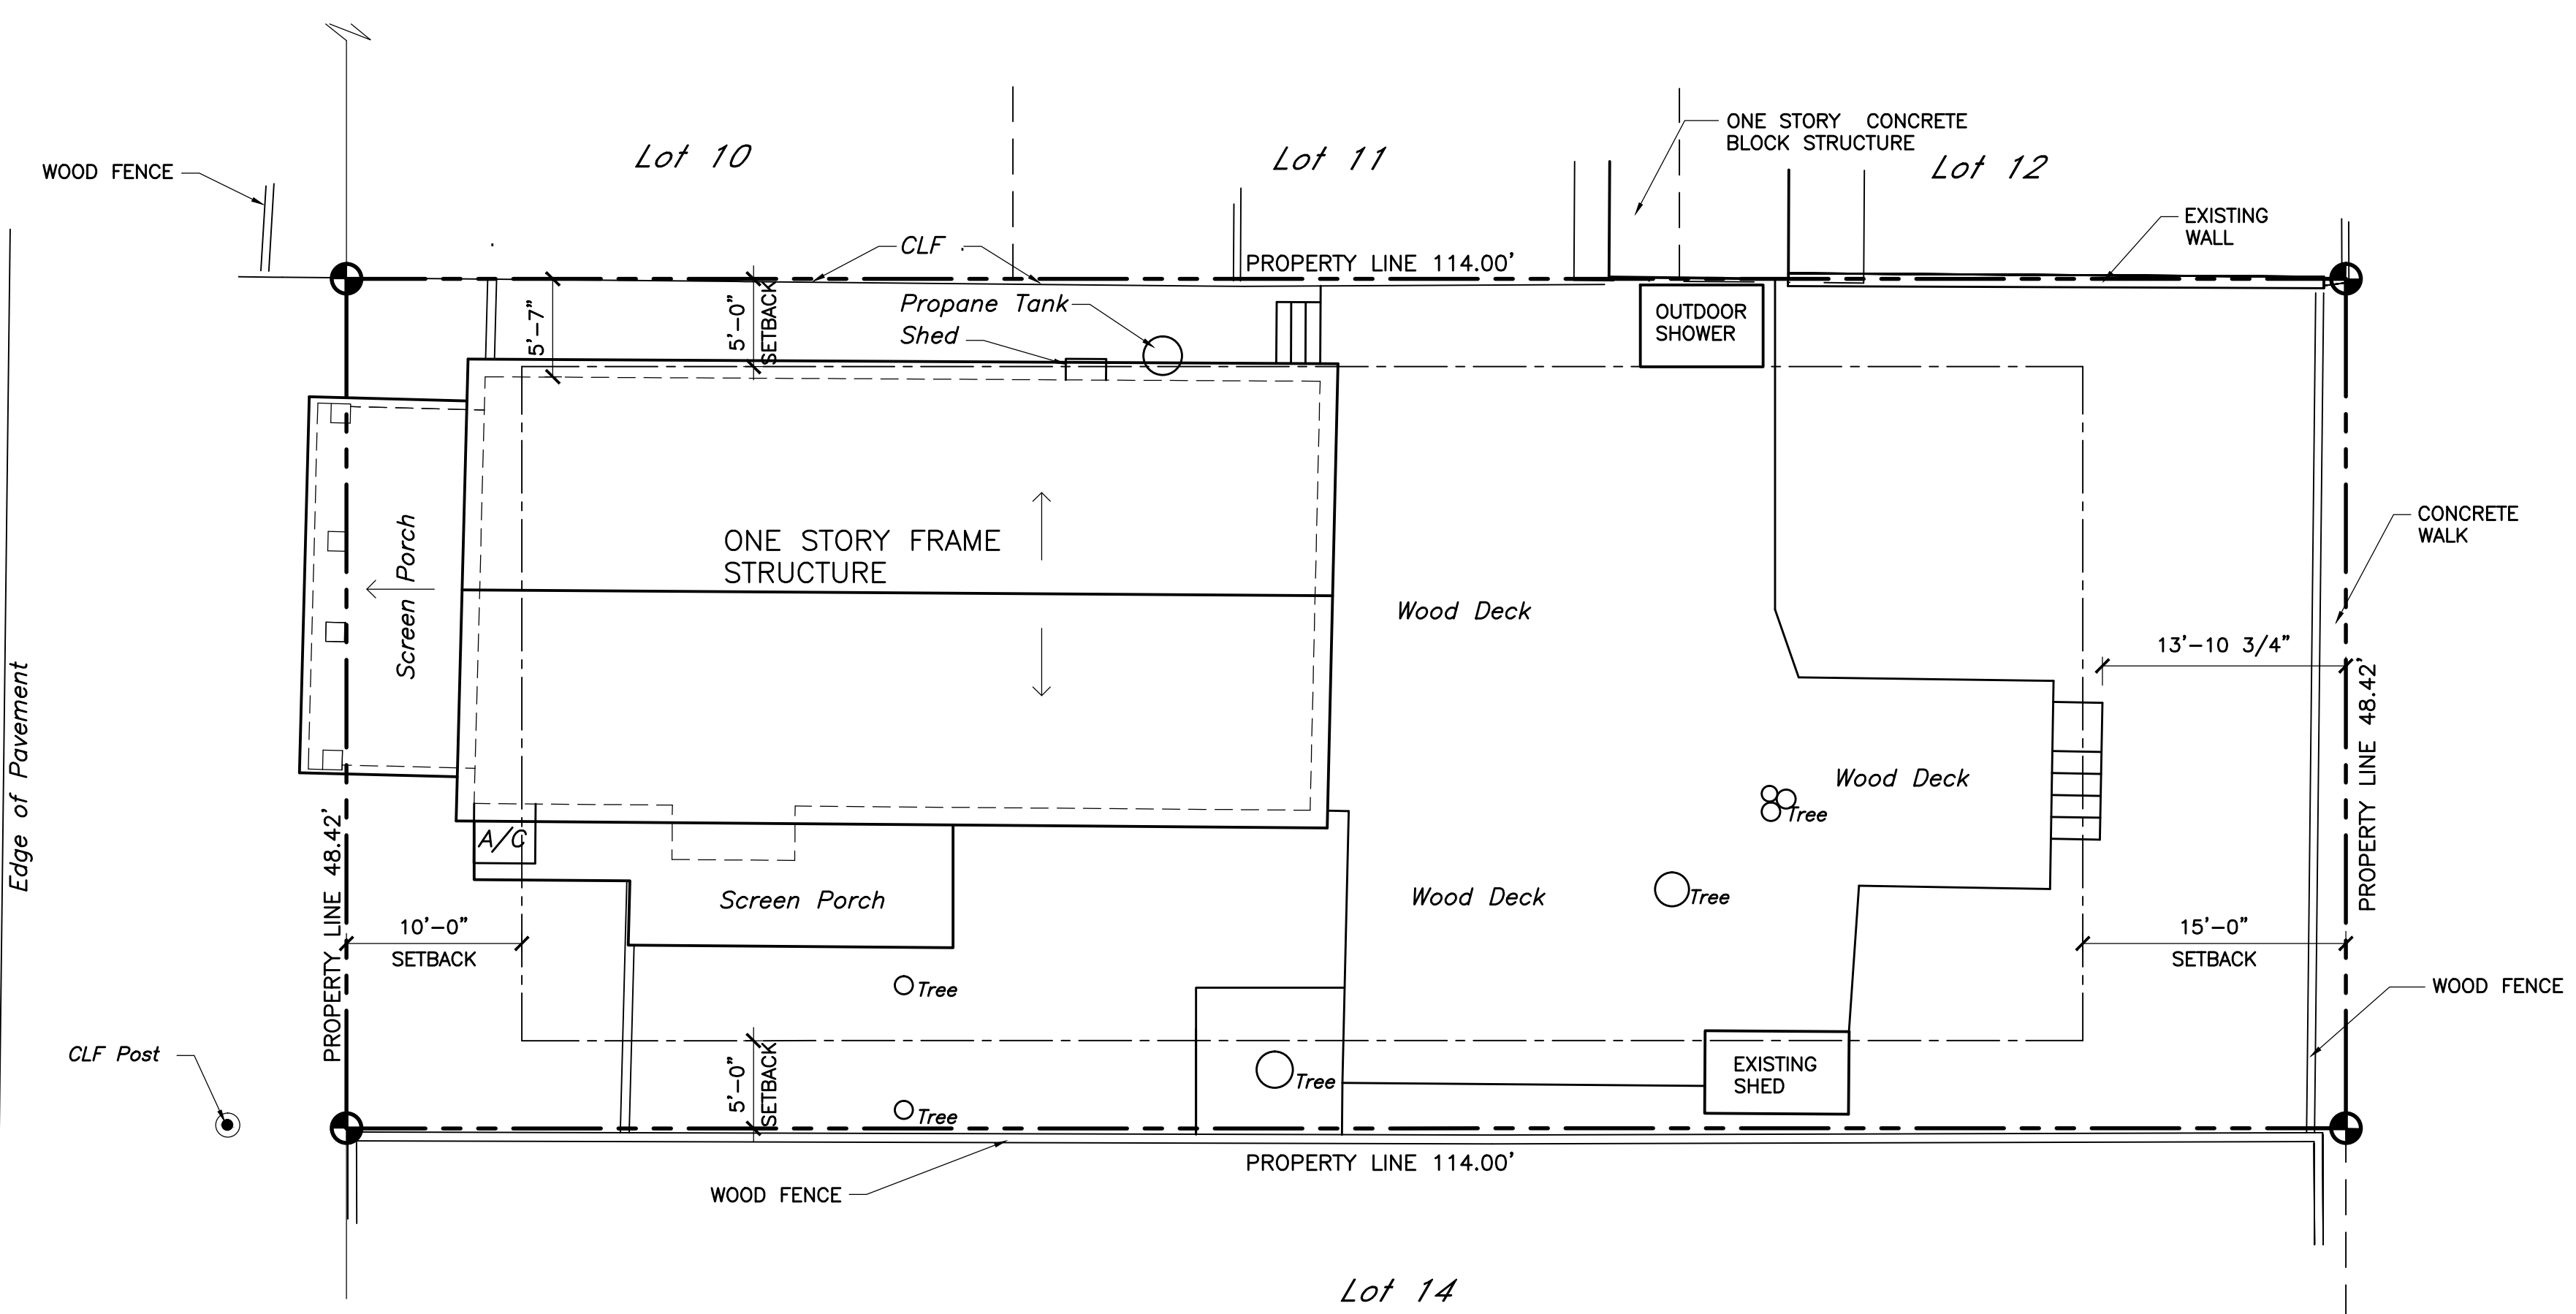 ONE STORY CONCRETE
BLOCK STRUCTURE
Lot 10
Lot 11
Lot 12
WOOD FENCE
EXISTING
WALL
CLF
PROPERTY LINE 114.00'
5'-7"
5'-0"
SETBACK
Propane Tank
Shed
OUTDOOR
SHOWER
CONCRETE
WALK
Screen Porch
ONE STORY FRAME
STRUCTURE
Wood Deck
13'-10 3/4"
Edge of Pavement
PROPERTY LINE 48.42'
Wood Deck
Tree
A/C
Screen Porch
Wood Deck
Tree
PROPERTY LINE 48.42'
10'-0"
SETBACK
15'-0"
SETBACK
Tree
WOOD FENCE
CLF Post
5'-0"
SETBACK
Tree
EXISTING
SHED
Tree
PROPERTY LINE 114.00'
WOOD FENCE
Lot 14